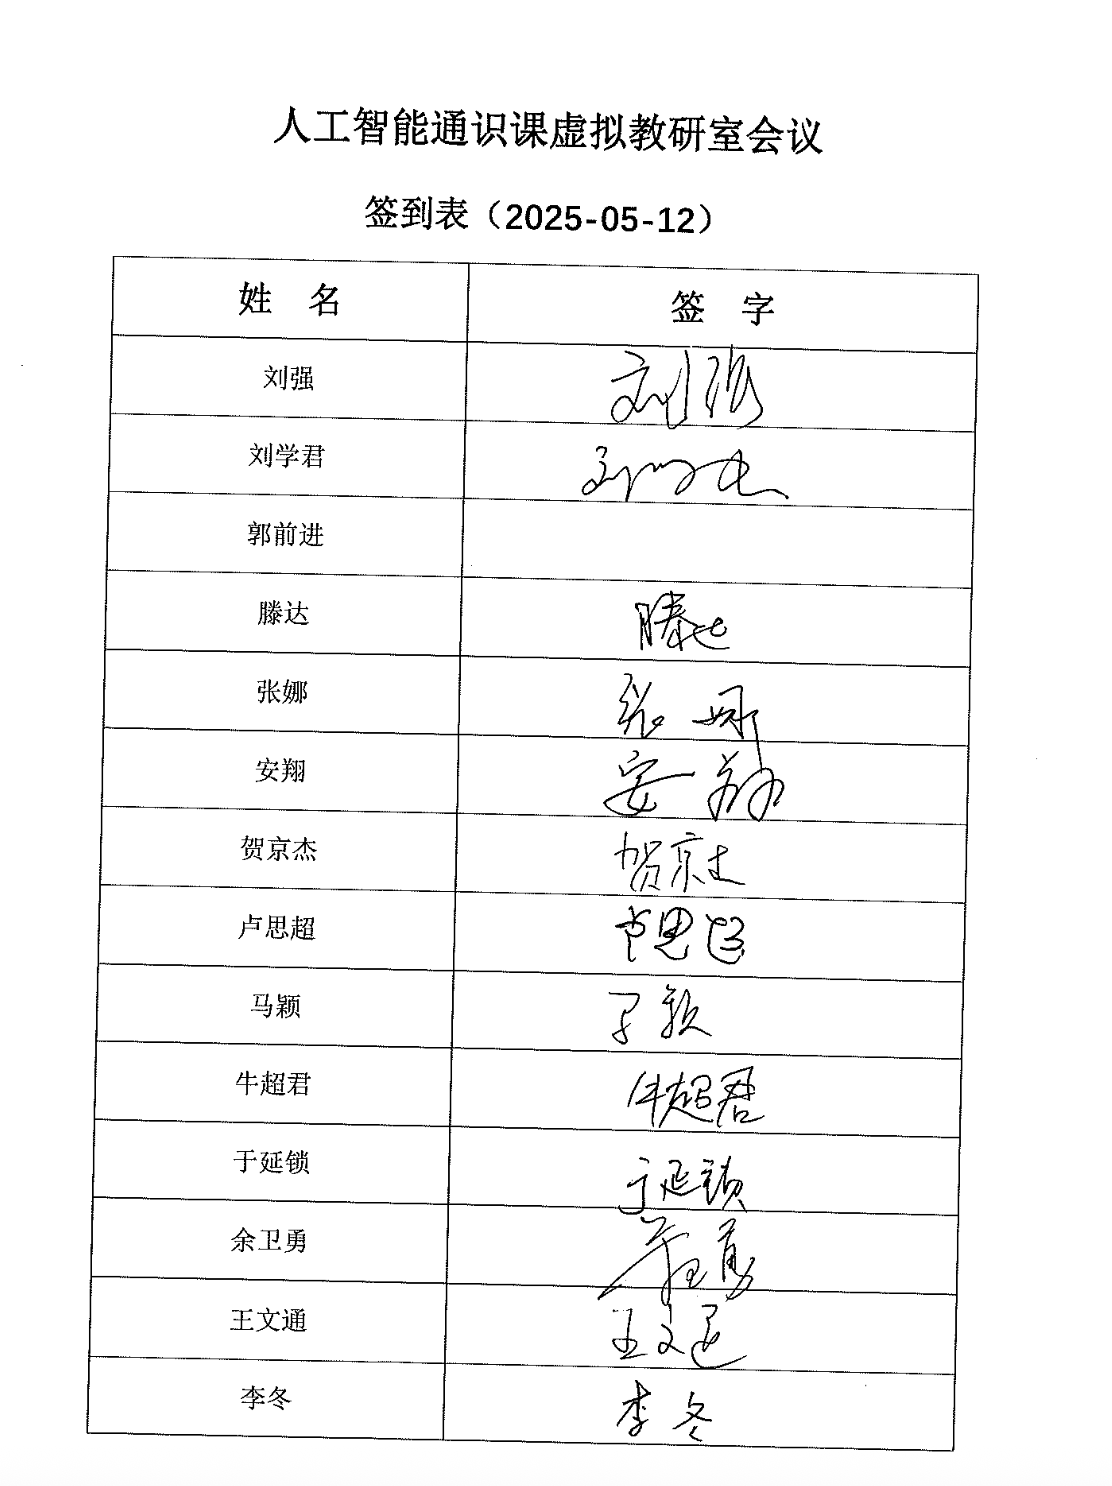 人工智能通识课虚拟教研室会议
签到表（2025-05-12）
姓 名 签 字
刘强 刘强
刘学君 刘学君
郭前进
滕达 滕达
张娜 张娜
安翔 安翔
贺京杰 贺京杰
卢思超 卢思超
马颖 马颖
牛超君 牛超君
于延锁 于延锁
余卫勇 余卫勇
王文通 王文通
李冬 李冬